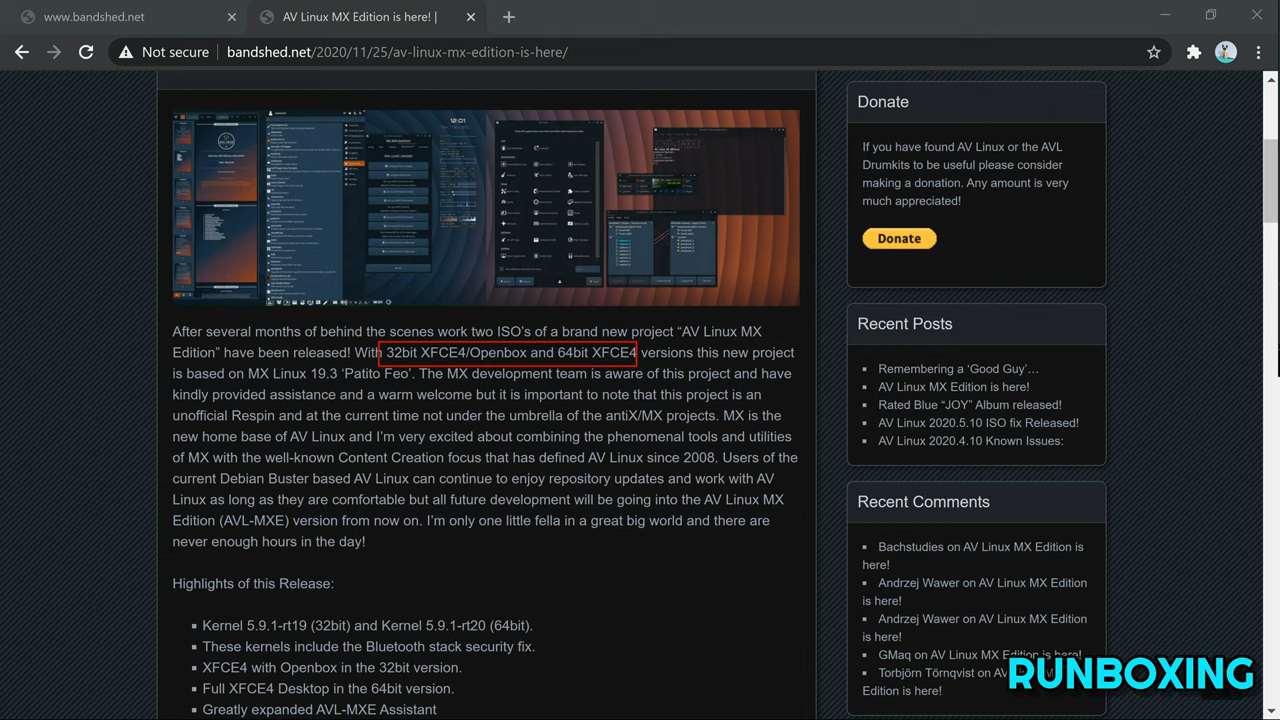 www.bandshed.net
AV Linux MX Edition is here! |
Not secure
bandshed.net/2020/11/25/av-linux-mx-edition-is-here/
12:01
After several months of behind the scenes work two ISO's of a brand new project “AV Linux MX
Edition” have been released! With 32bit XFCE4/Openbox and 64bit XFCE4 versions this new project
is based on MX Linux 19.3 ‘Patito Feo’. The MX development team is aware of this project and have
kindly provided assistance and a warm welcome but it is important to note that this project is an
unofficial Respin and at the current time not under the umbrella of the antiX/MX projects. MX is the
new home base of AV Linux and I’m very excited about combining the phenomenal tools and utilities
of MX with the well-known Content Creation focus that has defined AV Linux since 2008. Users of the
current Debian Buster based AV Linux can continue to enjoy repository updates and work with AV
Linux as long as they are comfortable but all future development will be going into the AV Linux MX
Edition (AVL-MXE) version from now on. I’m only one little fella in a great big world and there are
never enough hours in the day!
Highlights of this Release:
Kernel 5.9.1-rt19 (32bit) and Kernel 5.9.1-rt20 (64bit).
These kernels include the Bluetooth stack security fix.
XFCE4 with Openbox in the 32bit version.
Full XFCE4 Desktop in the 64bit version.
Greatly expanded AVL-MXE Assistant
Donate
If you have found AV Linux or the AVL
Drumkits to be useful please consider
making a donation. Any amount is very
much appreciated!
Donate
Recent Posts
Remembering a ‘Good Guy’…
AV Linux MX Edition is here!
Rated Blue “JOY” Album released!
AV Linux 2020.5.10 ISO fix Released!
AV Linux 2020.4.10 Known Issues:
Recent Comments
Bachstudies on AV Linux MX Edition is
here!
Andrzej Wawer on AV Linux MX Edition
is here!
Andrzej Wawer on AV Linux MX Edition
is here!
GMaq on AV Linux MX Edition is here!
Torbjörn Törnqvist on AV
Edition is here!
RUNBOXING